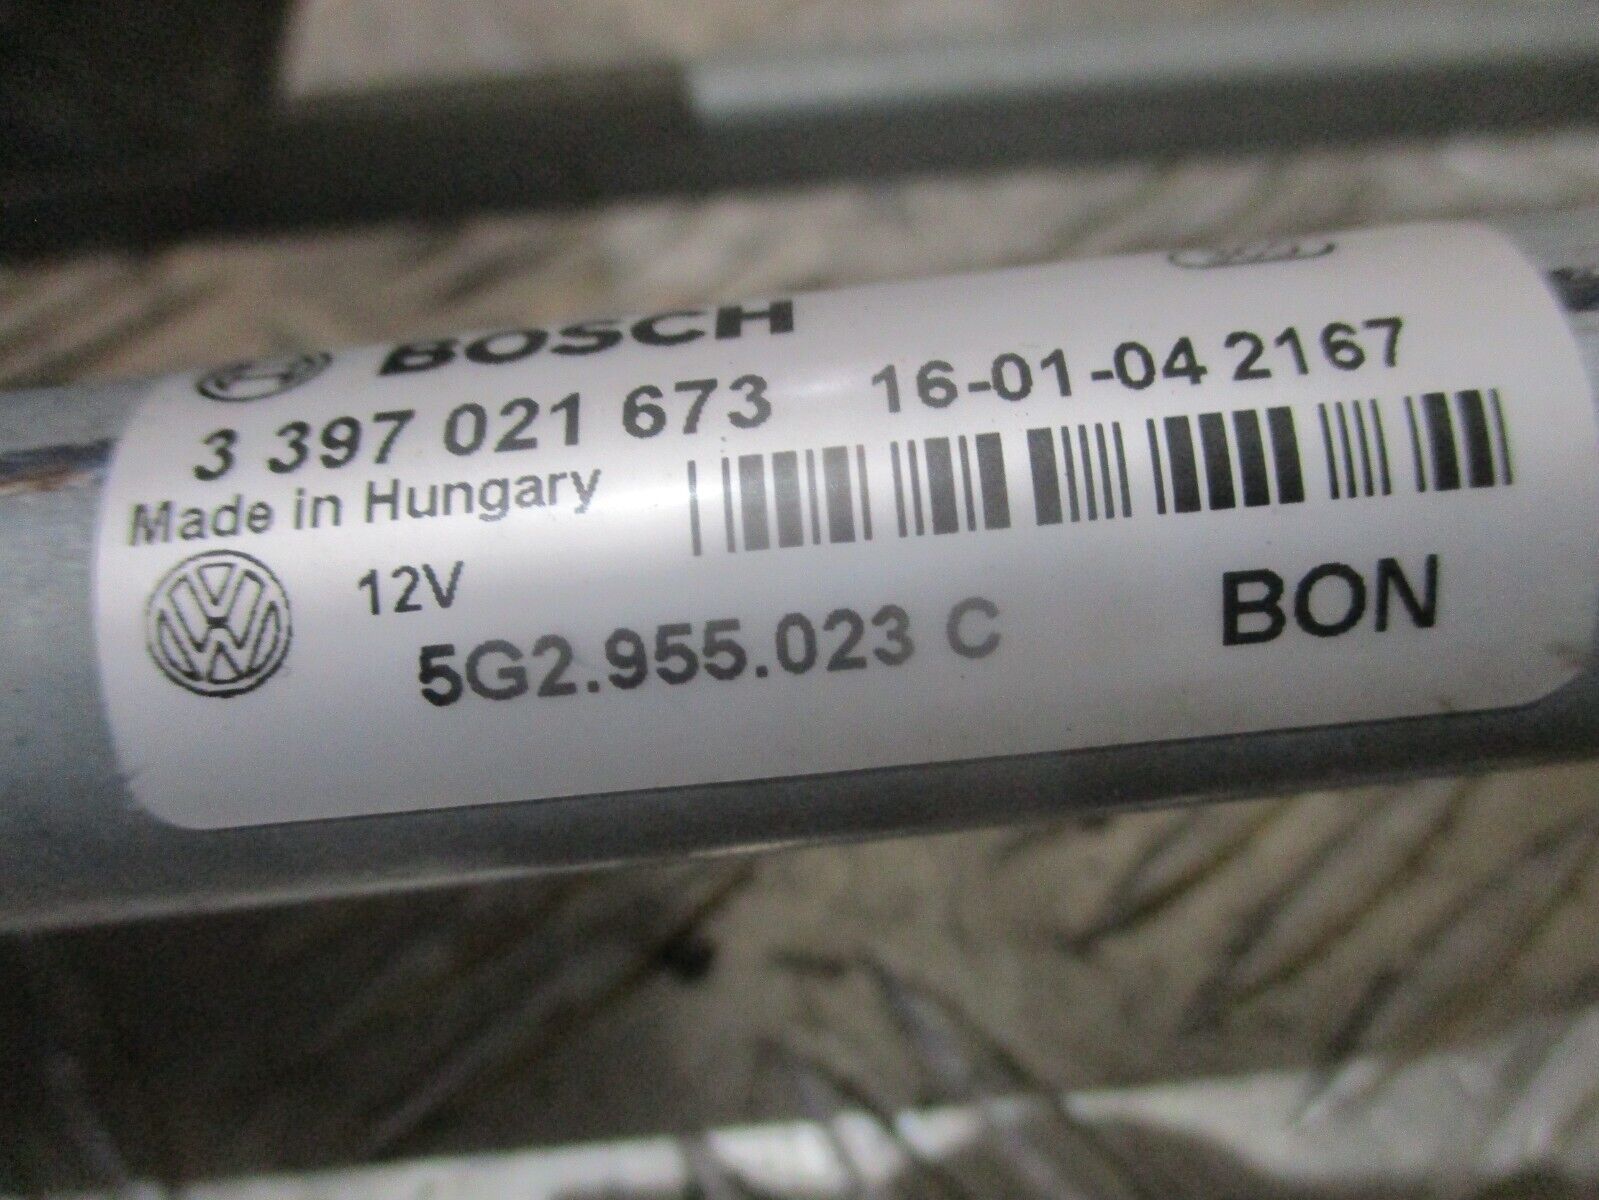 BOSCH
3 397 021 673 16-01-04 2167
Made in Hungary
12V
5G2.955.023 C BON